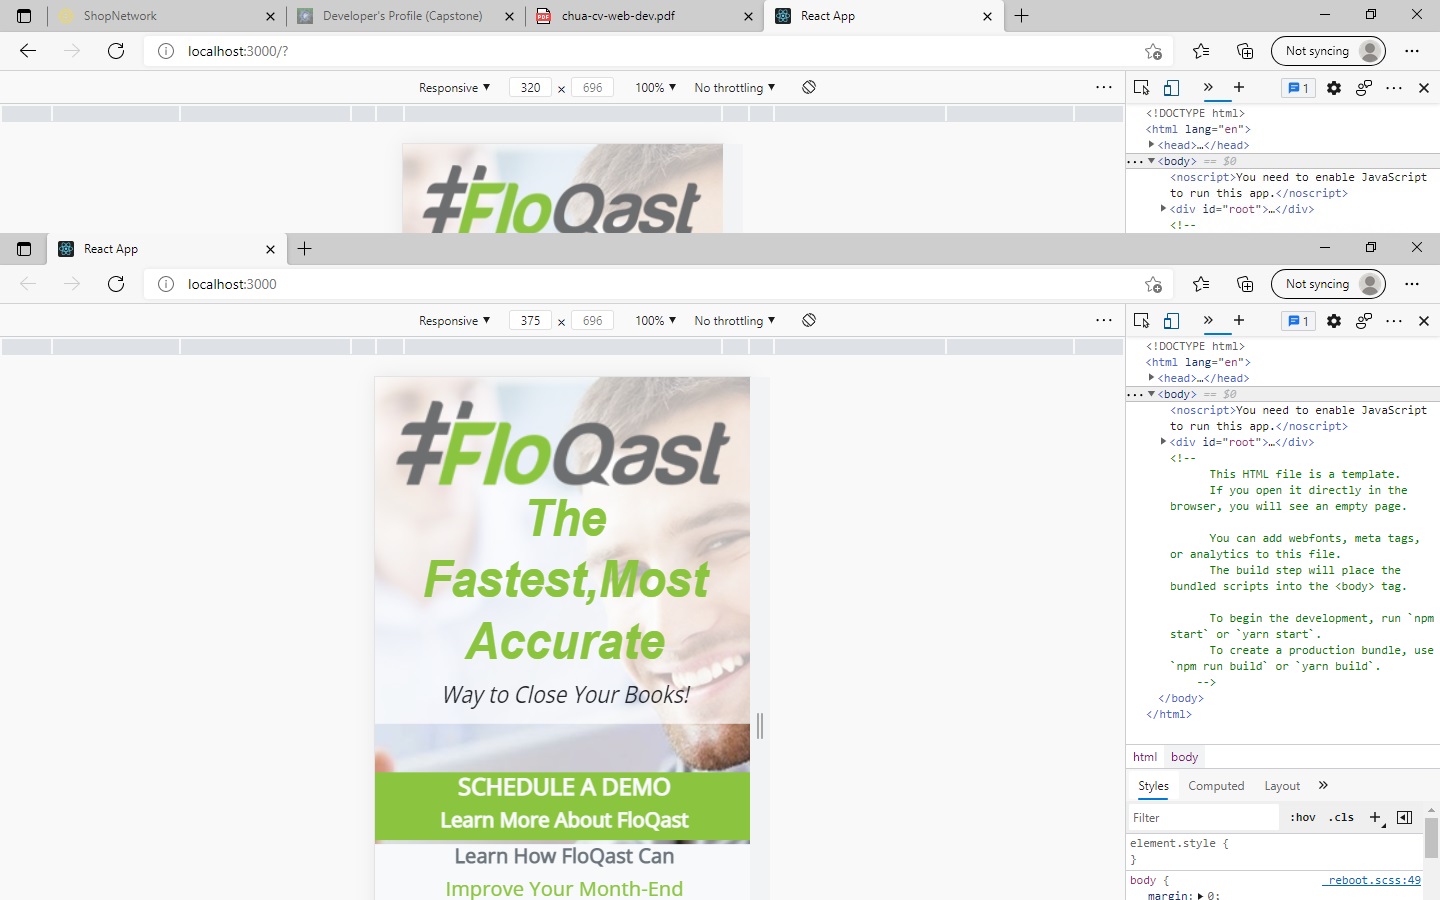 ShopNetwork
Developer's Profile (Capstone)
chua-cv-web-dev.pdf
React App
localhost:3000/?
Not syncing
Responsive
320 x 696
100%
No throttling
1
<!DOCTYPE html>
<html lang="en">
<head>…</head>
<body> == $0
<noscript>You need to enable JavaScript
to run this app.</noscript>
<div id="root">…</div>
<!--
#FloQast
React App
localhost:3000
Not syncing
Responsive
375 x 696
100%
No throttling
1
#FloQast
The
Fastest,Most
Accurate
Way to Close Your Books!
SCHEDULE A DEMO
Learn More About FloQast
Learn How FloQast Can
Improve Your Month-End
<!DOCTYPE html>
<html lang="en">
<head>…</head>
<body> == $0
<noscript>You need to enable JavaScript
to run this app.</noscript>
<div id="root">…</div>
<!--
This HTML file is a template.
If you open it directly in the
browser, you will see an empty page.
You can add webfonts, meta tags,
or analytics to this file.
The build step will place the
bundled scripts into the <body> tag.
To begin the development, run `npm
start` or `yarn start`.
To create a production bundle, use
`npm run build` or `yarn build`.
-->
</body>
</html>
html body
Styles Computed Layout
Filter :hov .cls
element.style {
}
body { _reboot.scss:49
margin: 0;